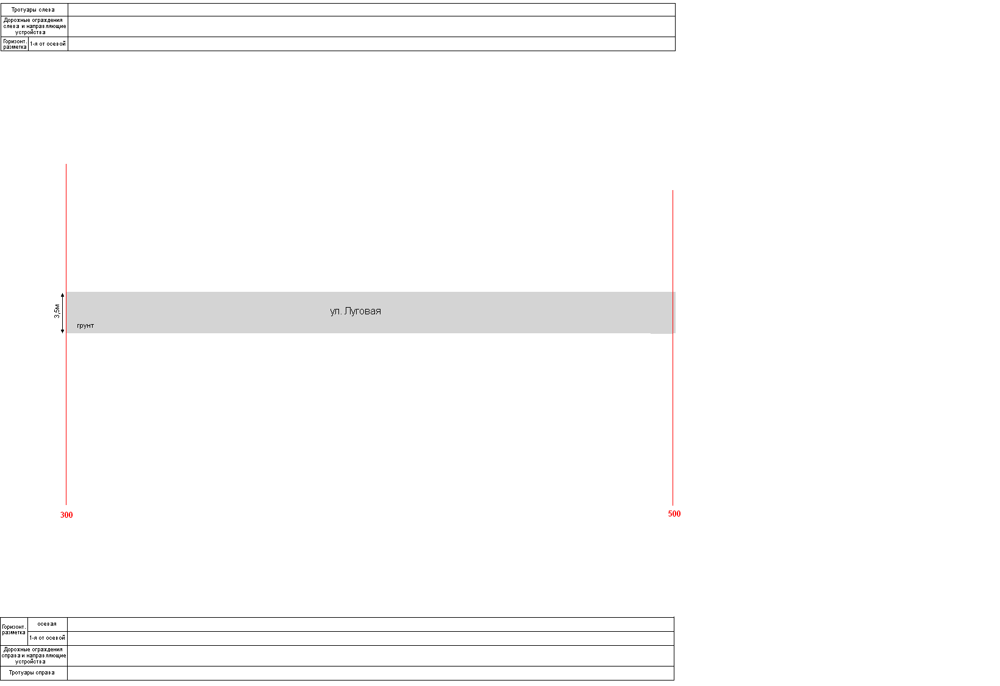 Тротуары слева
Дорожные ограждения
слева и направляющие
устройства
Горизонт.
разметка
1-я от осевой
3,5м
ул. Луговая
грунт
300
500
Горизонт.
разметка
осевая
1-я от осевой
Дорожные ограждения
справа и направляющие
устройства
Тротуары справа